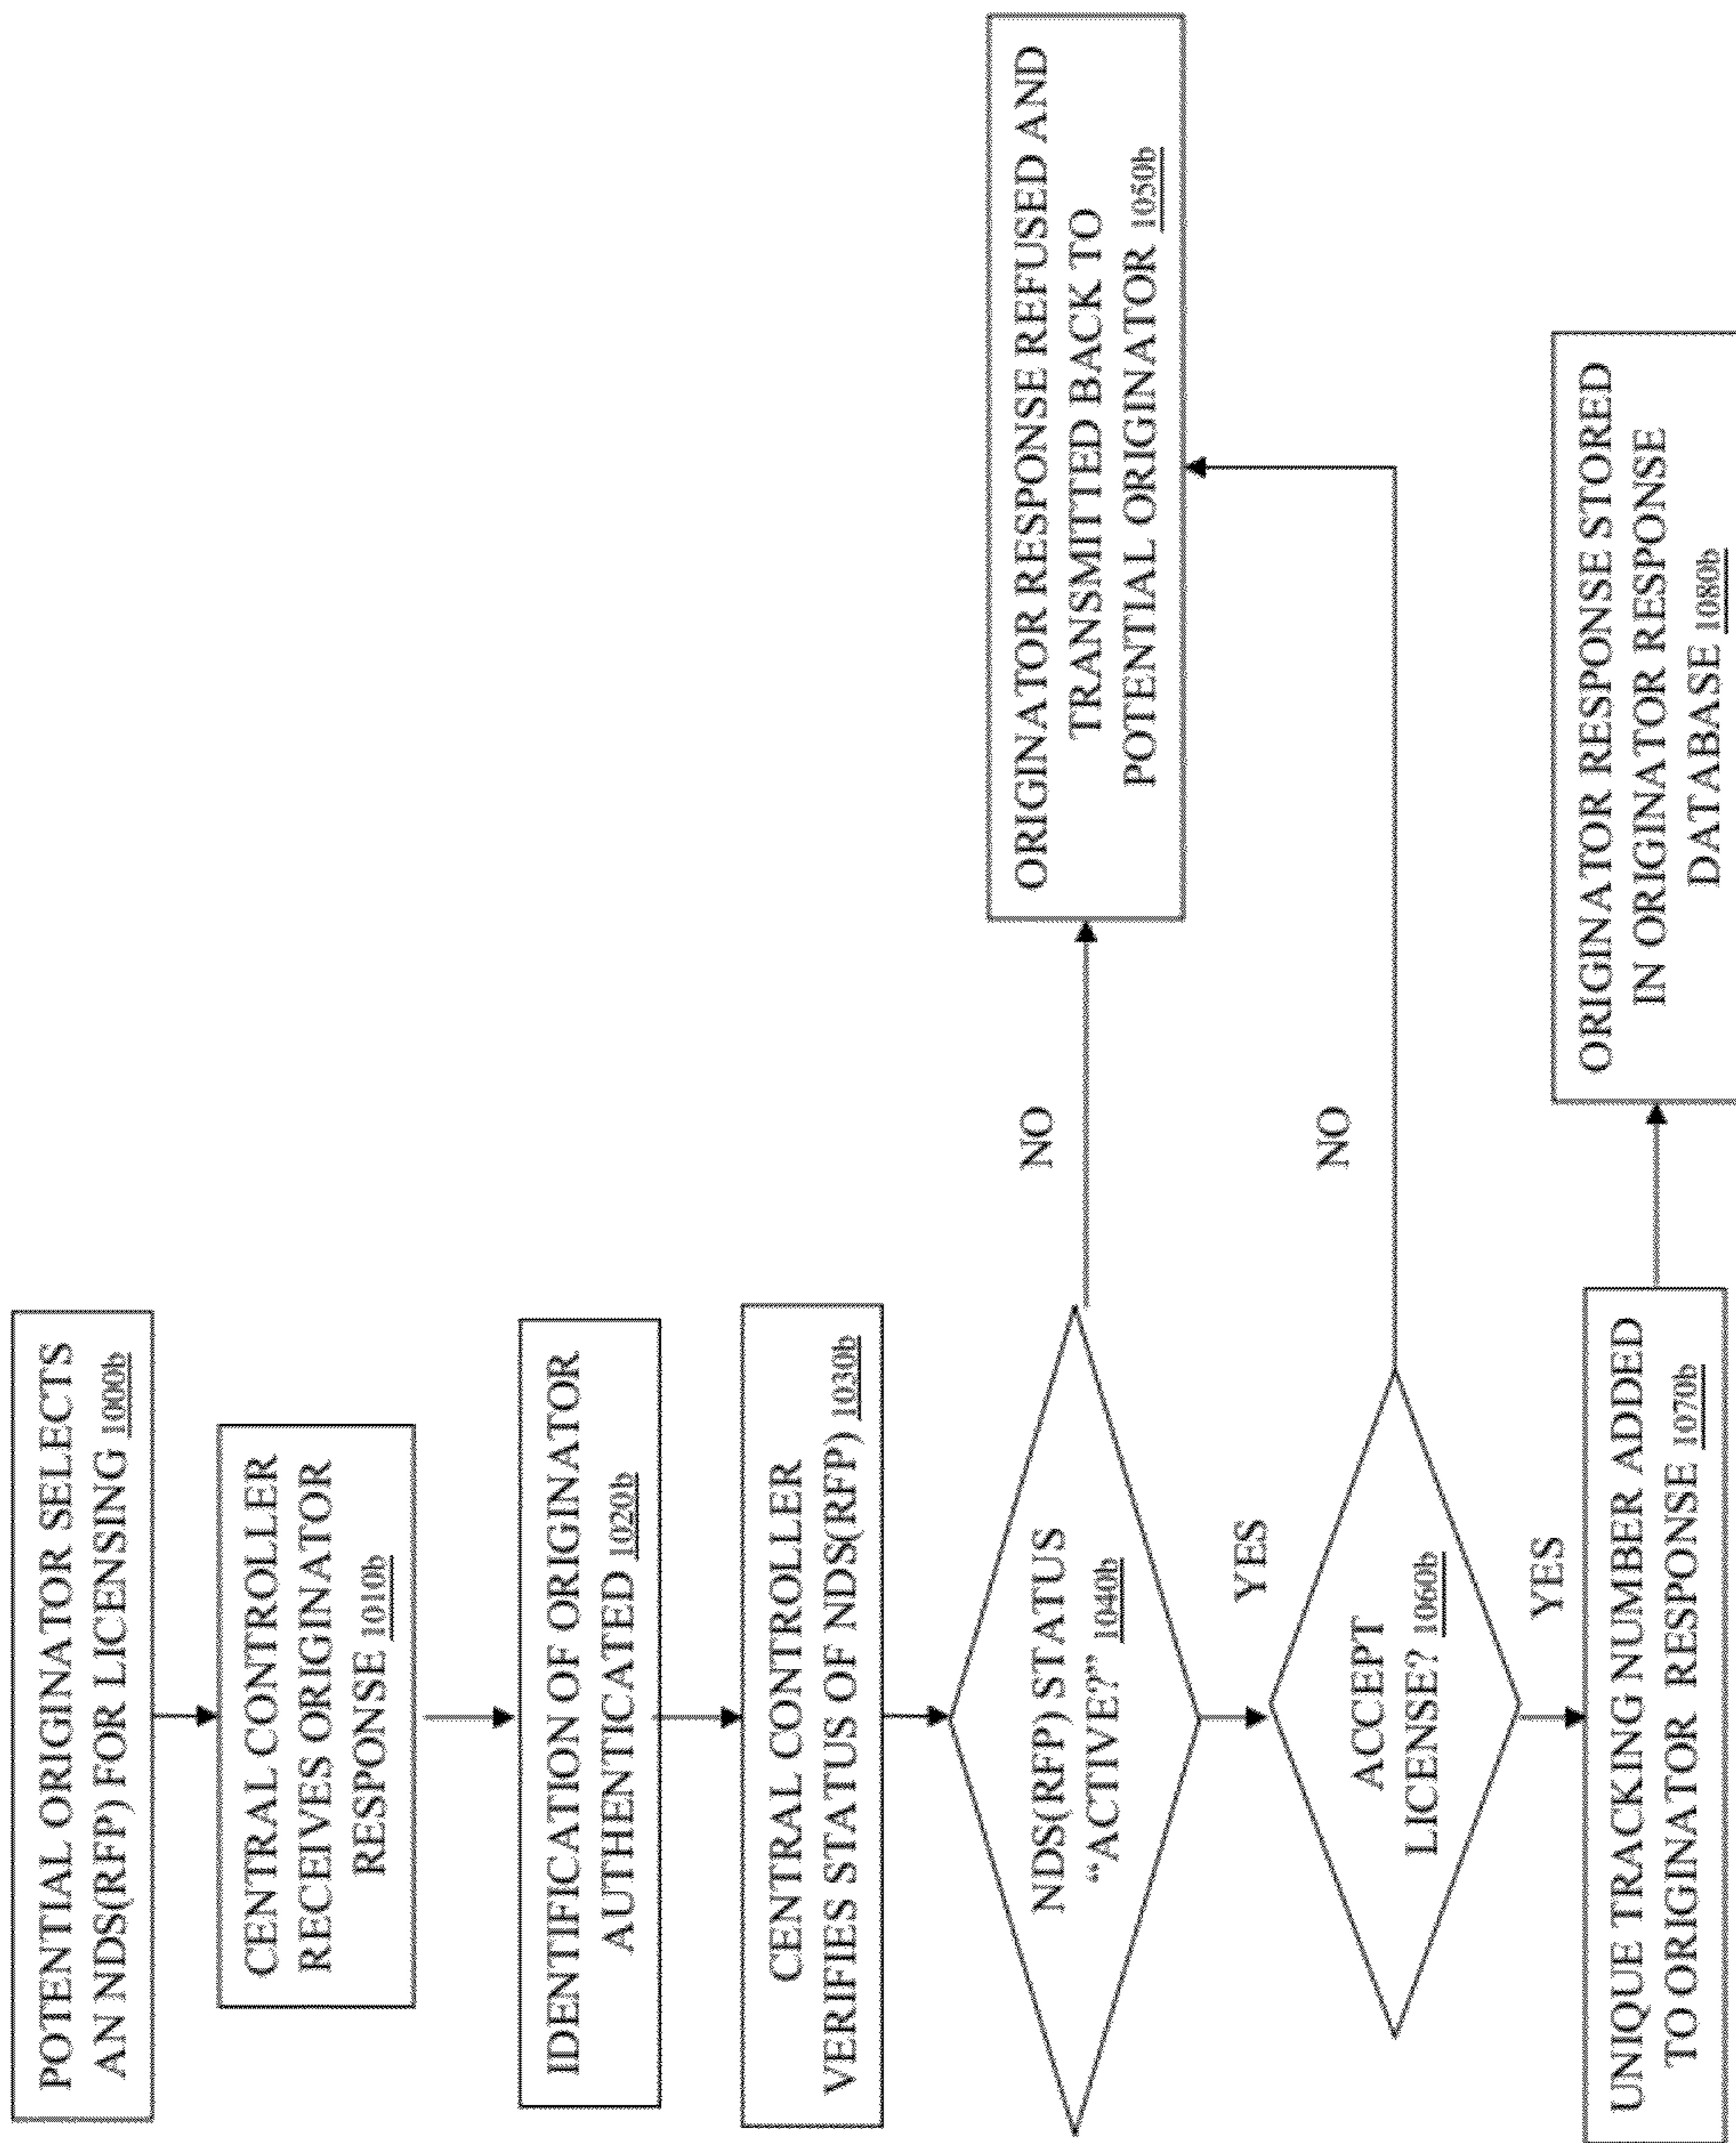 POTENTIAL ORIGINATOR SELECTS
AN NDS(RFP) FOR LICENSING 1000b
CENTRAL CONTROLLER
RECEIVES ORIGINATOR
RESPONSE 1010b
IDENTIFICATION OF ORIGINATOR
AUTHENTICATED 1020b
CENTRAL CONTROLLER
VERIFIES STATUS OF NDS(RFP) 1030b
NDS(RFP) STATUS
“ACTIVE?” 1040b
NO
ORIGINATOR RESPONSE REFUSED AND
TRANSMITTED BACK TO
POTENTIAL ORIGINATOR 1050b
YES
ACCEPT
LICENSE? 1060b
NO
YES
UNIQUE TRACKING NUMBER ADDED
TO ORIGINATOR RESPONSE 1070b
ORIGINATOR RESPONSE STORED
IN ORIGINATOR RESPONSE
DATABASE 1080b